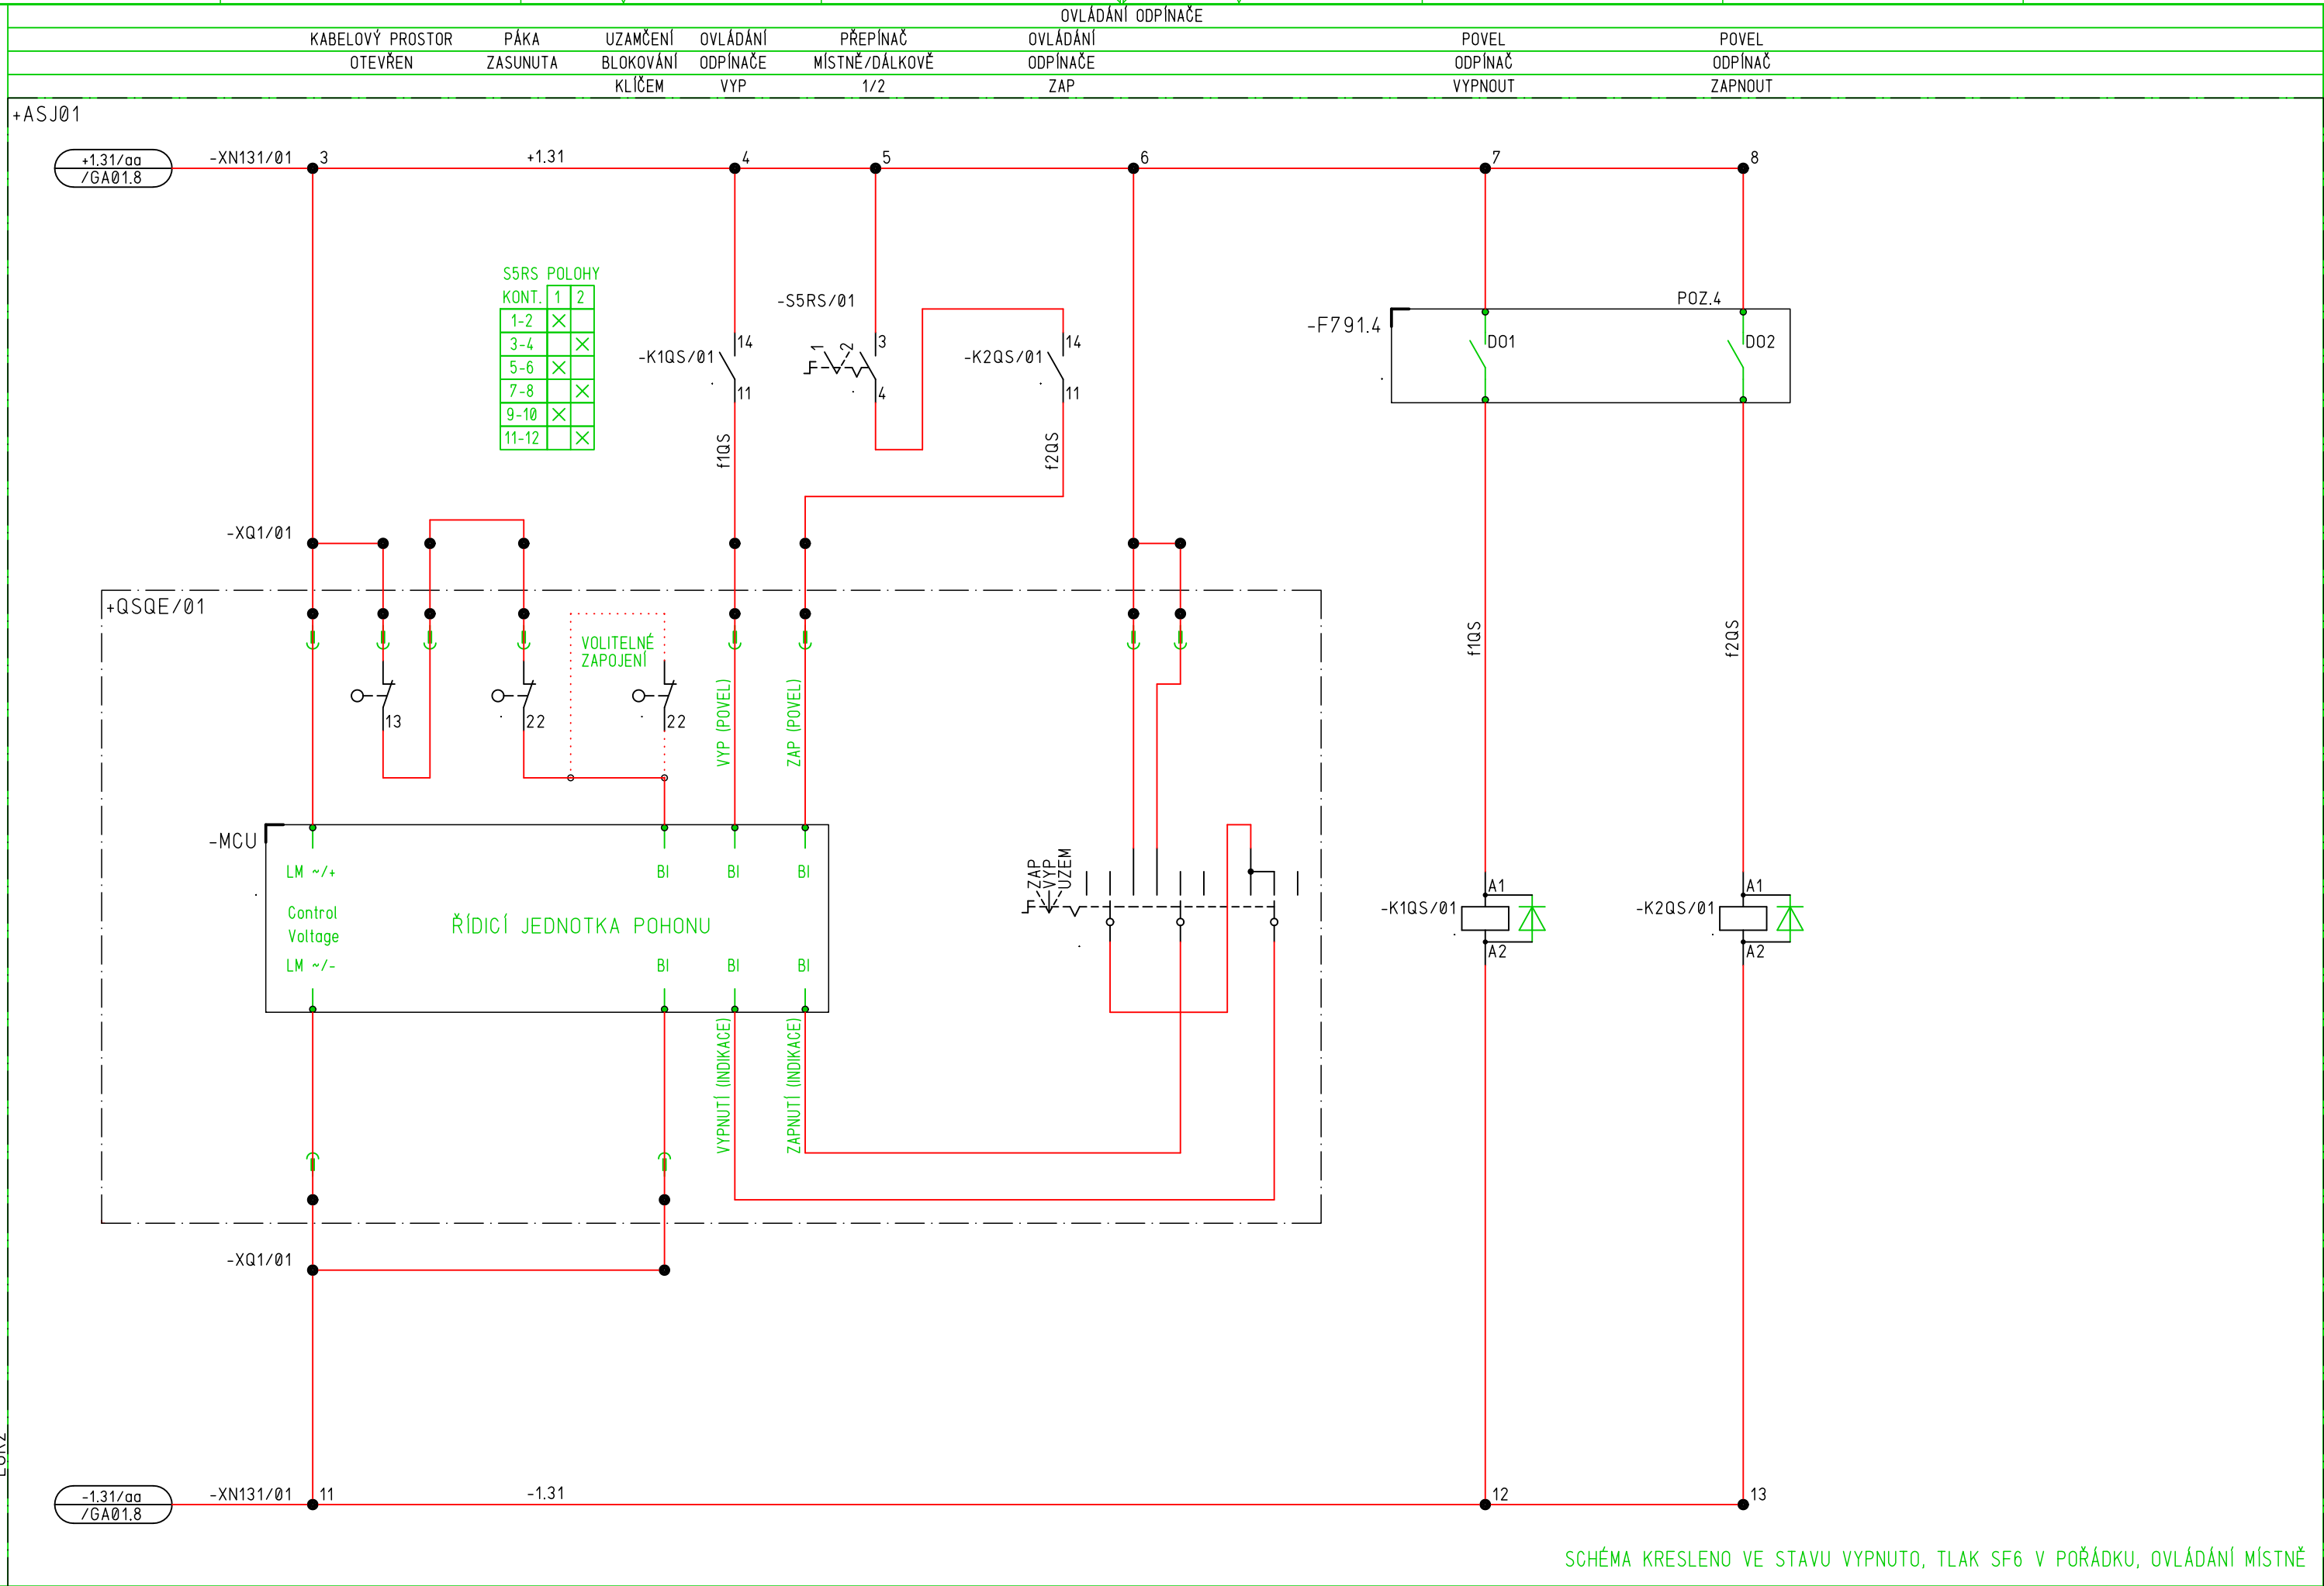 OVLÁDÁNÍ ODPÍNAČE
KABELOVÝ PROSTOR PÁKA UZAMČENÍ OVLÁDÁNÍ PŘEPÍNAČ OVLÁDÁNÍ POVEL POVEL
OTEVŘEN ZASUNUTA BLOKOVÁNÍ ODPÍNAČE MÍSTNĚ/DÁLKOVĚ ODPÍNAČE ODPÍNAČ ODPÍNAČ
KLÍČEM VYP 1/2 ZAP VYPNOUT ZAPNOUT
+ASJ01
+1.31/aa
/GA01.8
-XN131/01 3 +1.31 4 5 6 7 8
S5RS POLOHY
KONT. 1 2
1-2 X
3-4 X
5-6 X
7-8 X
9-10 X
11-12 X
-K1QS/01 14
11
f1QS
-S5RS/01
1 2 3
4
-K2QS/01 14
11
f2QS
-F791.4 POZ.4
DO1 DO2
-XQ1/01
+QSQE/01
VOLITELNÉ
ZAPOJENÍ
13 22 22
VYP (POVEL)
ZAP (POVEL)
f1QS
f2QS
-MCU
LM ~/+ BI BI BI
Control
Voltage
ŘÍDICÍ JEDNOTKA POHONU
LM ~/- BI BI BI
ZAP
VYP
UZEM
-K1QS/01 A1
A2
-K2QS/01 A1
A2
VYPNUTÍ (INDIKACE)
ZAPNUTÍ (INDIKACE)
-XQ1/01
-1.31/aa
/GA01.8
-XN131/01 11 -1.31 12 13
SCHÉMA KRESLENO VE STAVU VYPNUTO, TLAK SF6 V POŘÁDKU, OVLÁDÁNÍ MÍSTNĚ